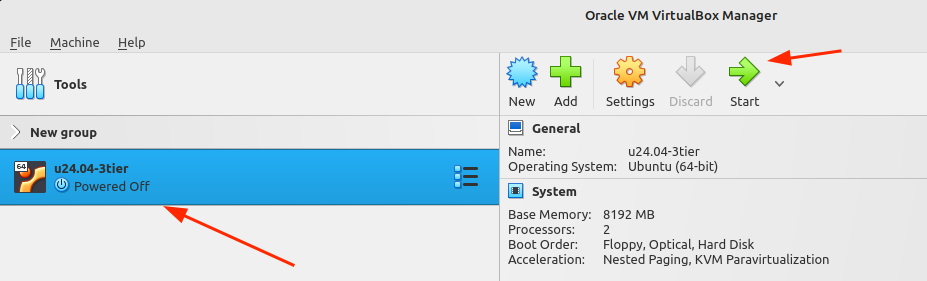 Oracle VM VirtualBox Manager
File Machine Help
Tools
New group
64
u24.04-3tier
Powered Off
New Add Settings Discard Start
General
Name: u24.04-3tier
Operating System: Ubuntu (64-bit)
System
Base Memory: 8192 MB
Processors: 2
Boot Order: Floppy, Optical, Hard Disk
Acceleration: Nested Paging, KVM Paravirtualization